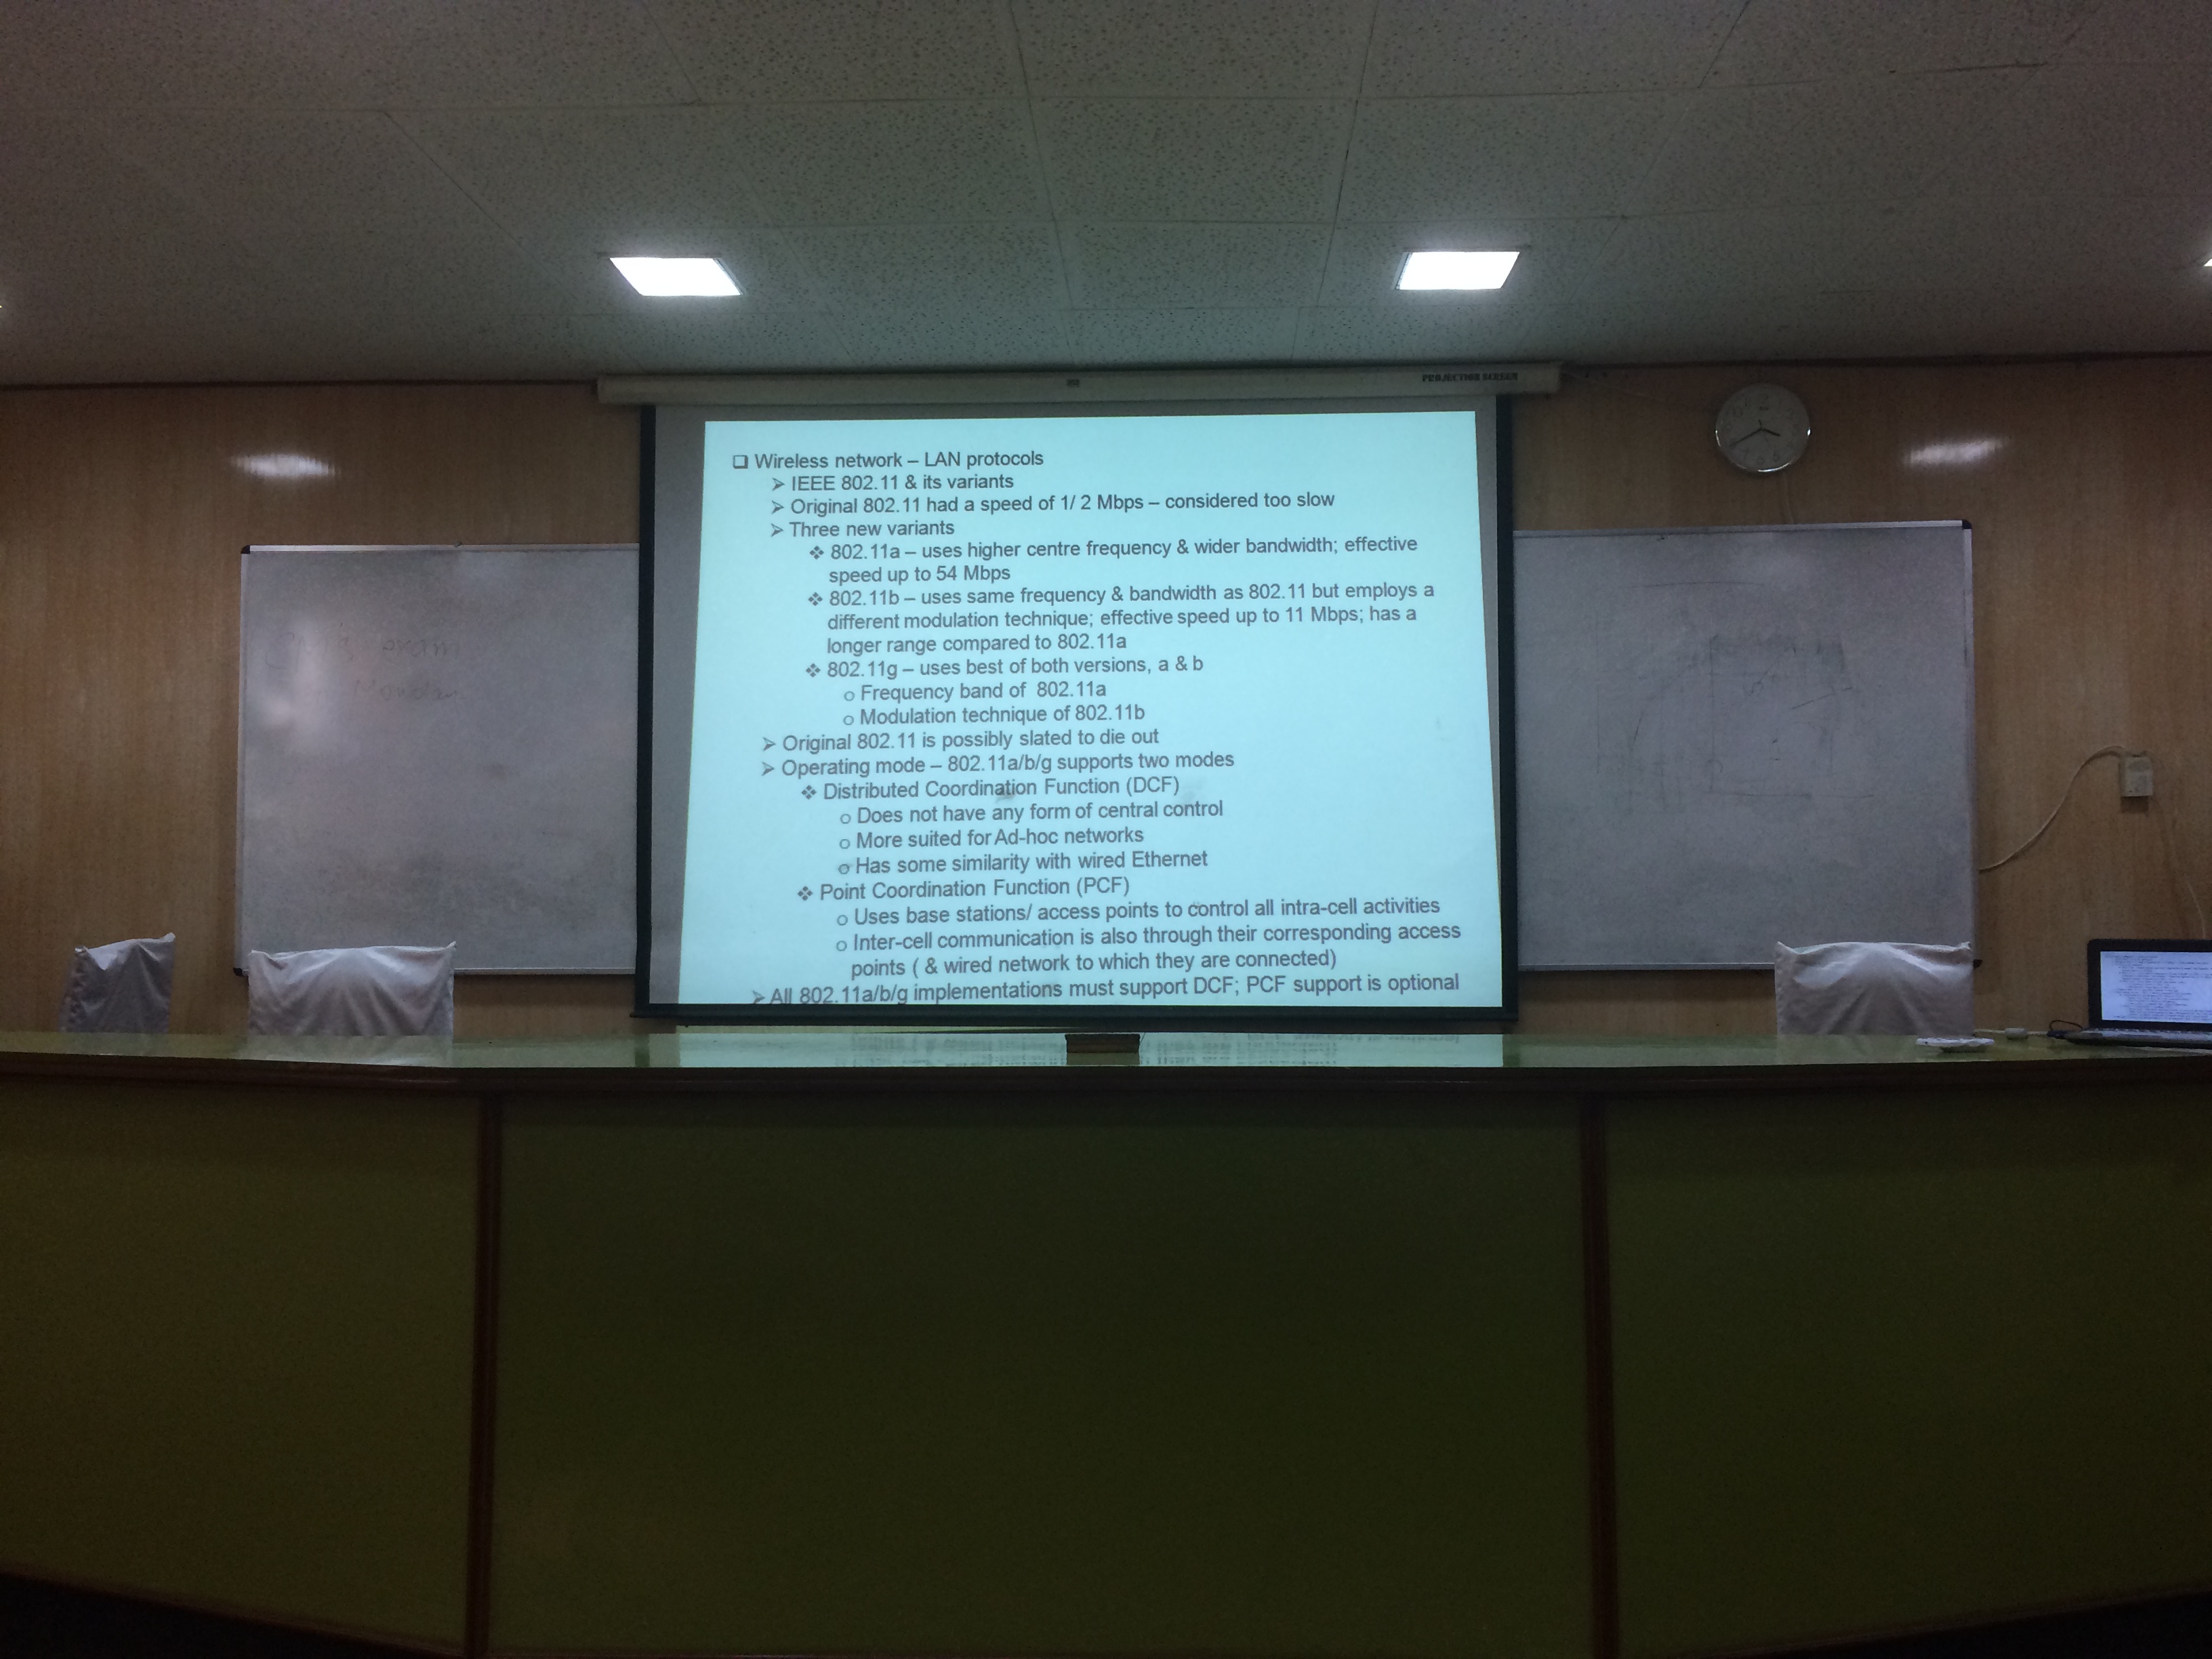 PROJECTION SCREEN
❑ Wireless network – LAN protocols
➢ IEEE 802.11 & its variants
➢ Original 802.11 had a speed of 1/ 2 Mbps – considered too slow
➢ Three new variants
❖ 802.11a – uses higher centre frequency & wider bandwidth; effective
speed up to 54 Mbps
❖ 802.11b – uses same frequency & bandwidth as 802.11 but employs a
different modulation technique; effective speed up to 11 Mbps; has a
longer range compared to 802.11a
❖ 802.11g – uses best of both versions, a & b
o Frequency band of 802.11a
o Modulation technique of 802.11b
➢ Original 802.11 is possibly slated to die out
➢ Operating mode – 802.11a/b/g supports two modes
❖ Distributed Coordination Function (DCF)
o Does not have any form of central control
o More suited for Ad-hoc networks
o Has some similarity with wired Ethernet
❖ Point Coordination Function (PCF)
o Uses base stations/ access points to control all intra-cell activities
o Inter-cell communication is also through their corresponding access
points ( & wired network to which they are connected)
➢ All 802.11a/b/g implementations must support DCF; PCF support is optional
exam
Monday